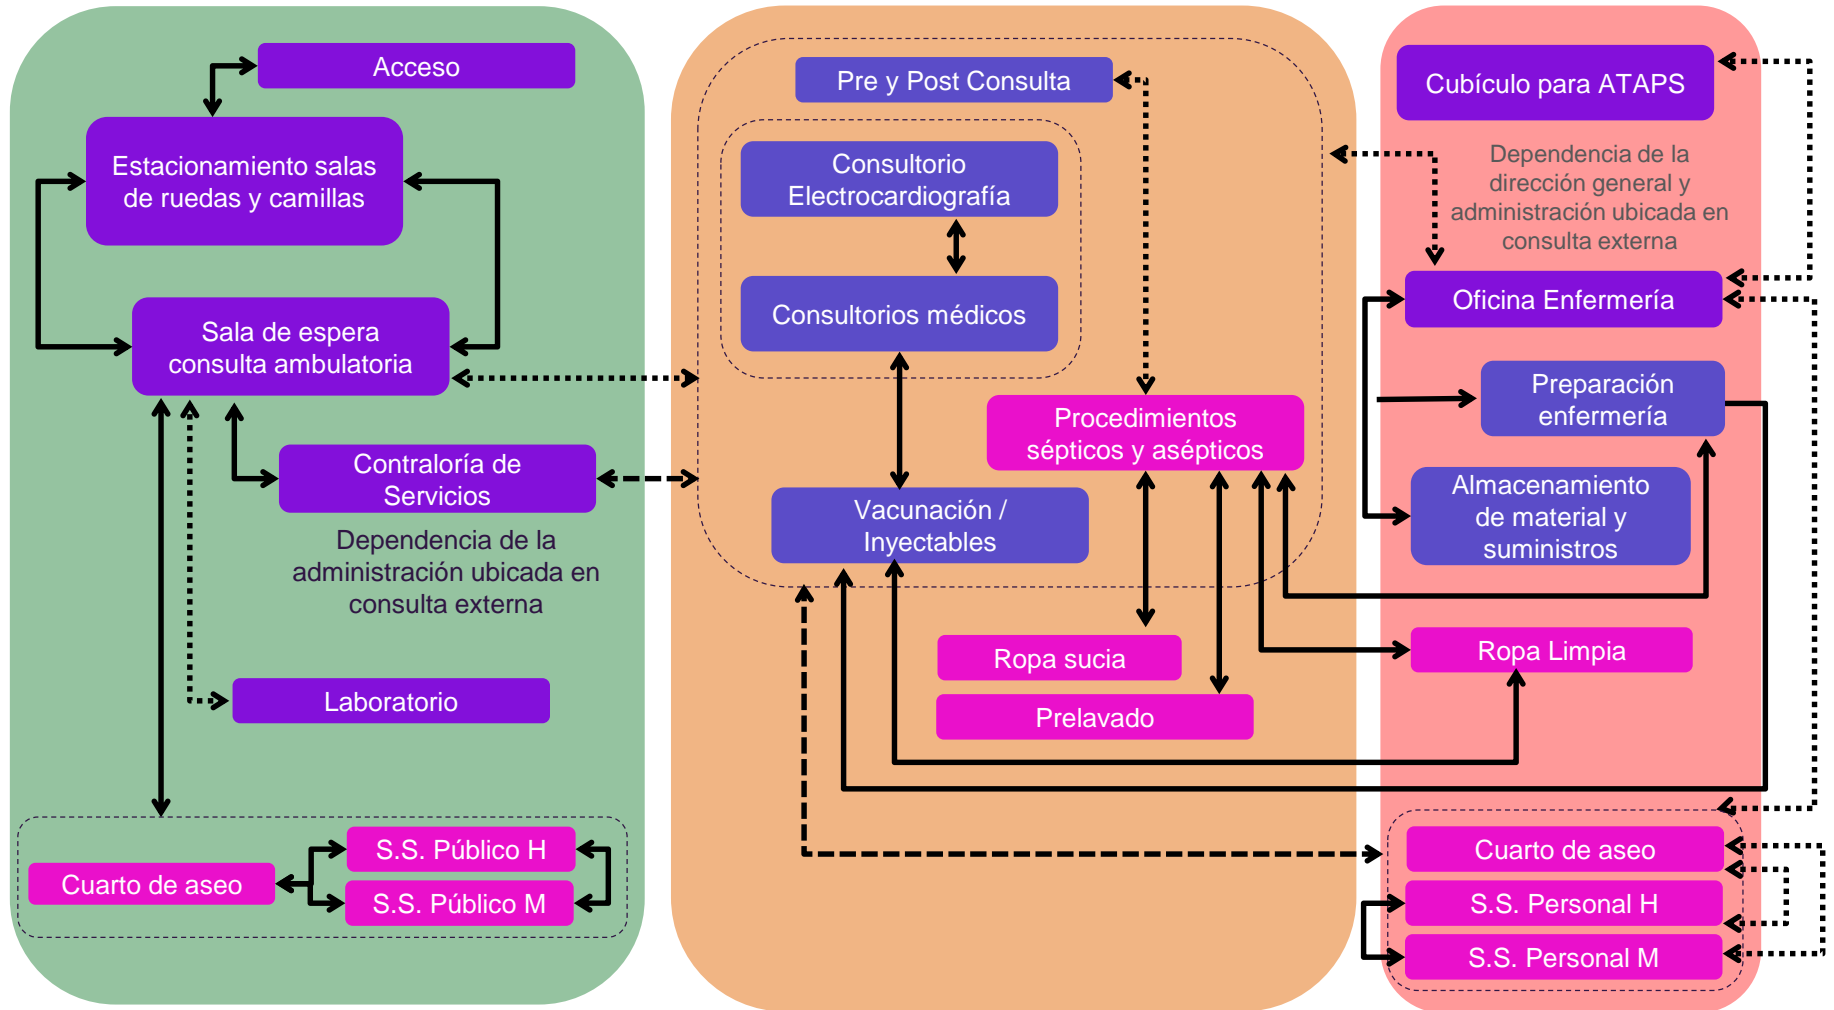 Acceso
Estacionamiento salas
de ruedas y camillas
Sala de espera
consulta ambulatoria
Contraloría de
Servicios
Dependencia de la
administración ubicada en
consulta externa
Laboratorio
Cuarto de aseo
S.S. Público H
S.S. Público M
Pre y Post Consulta
Consultorio
Electrocardiografía
Consultorios médicos
Procedimientos
sépticos y asépticos
Vacunación /
Inyectables
Ropa sucia
Prelavado
Cubículo para ATAPS
Dependencia de la
dirección general y
administración ubicada en
consulta externa
Oficina Enfermería
Preparación
enfermería
Almacenamiento
de material y
suministros
Ropa Limpia
Cuarto de aseo
S.S. Personal H
S.S. Personal M